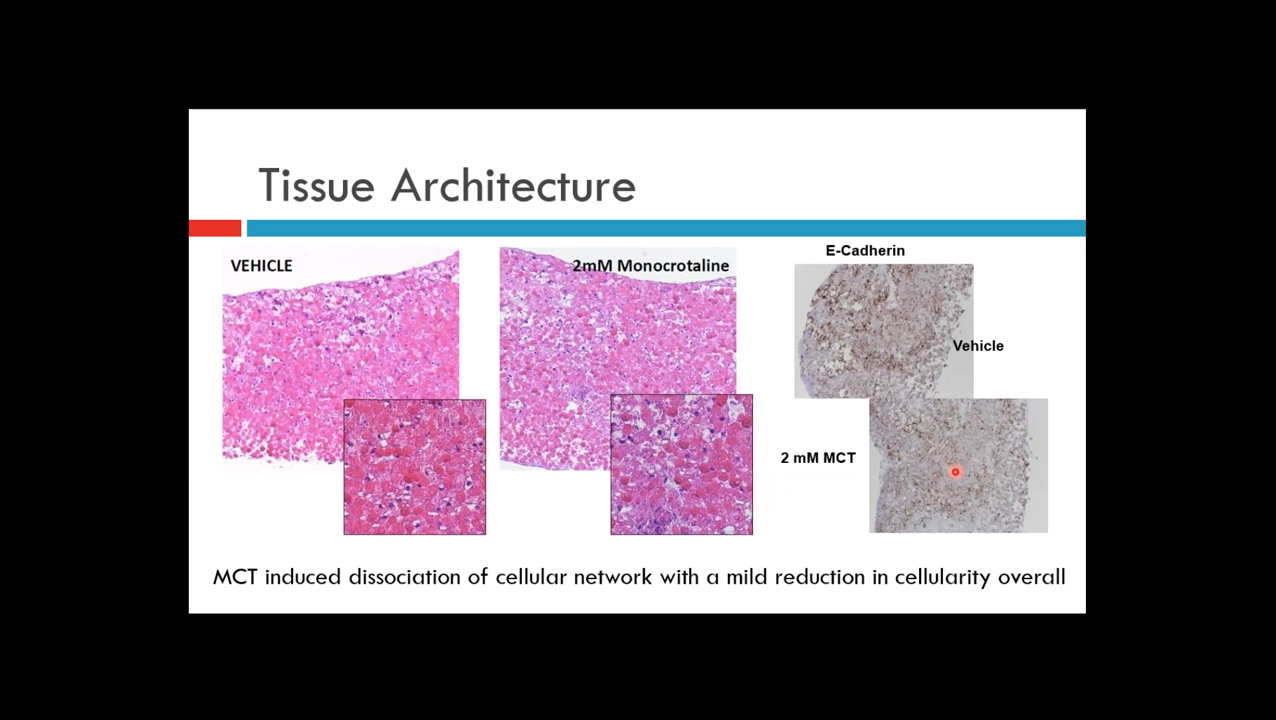 Tissue Architecture
VEHICLE
2mM Monocrotaline
E-Cadherin
Vehicle
2 mM MCT
MCT induced dissociation of cellular network with a mild reduction in cellularity overall